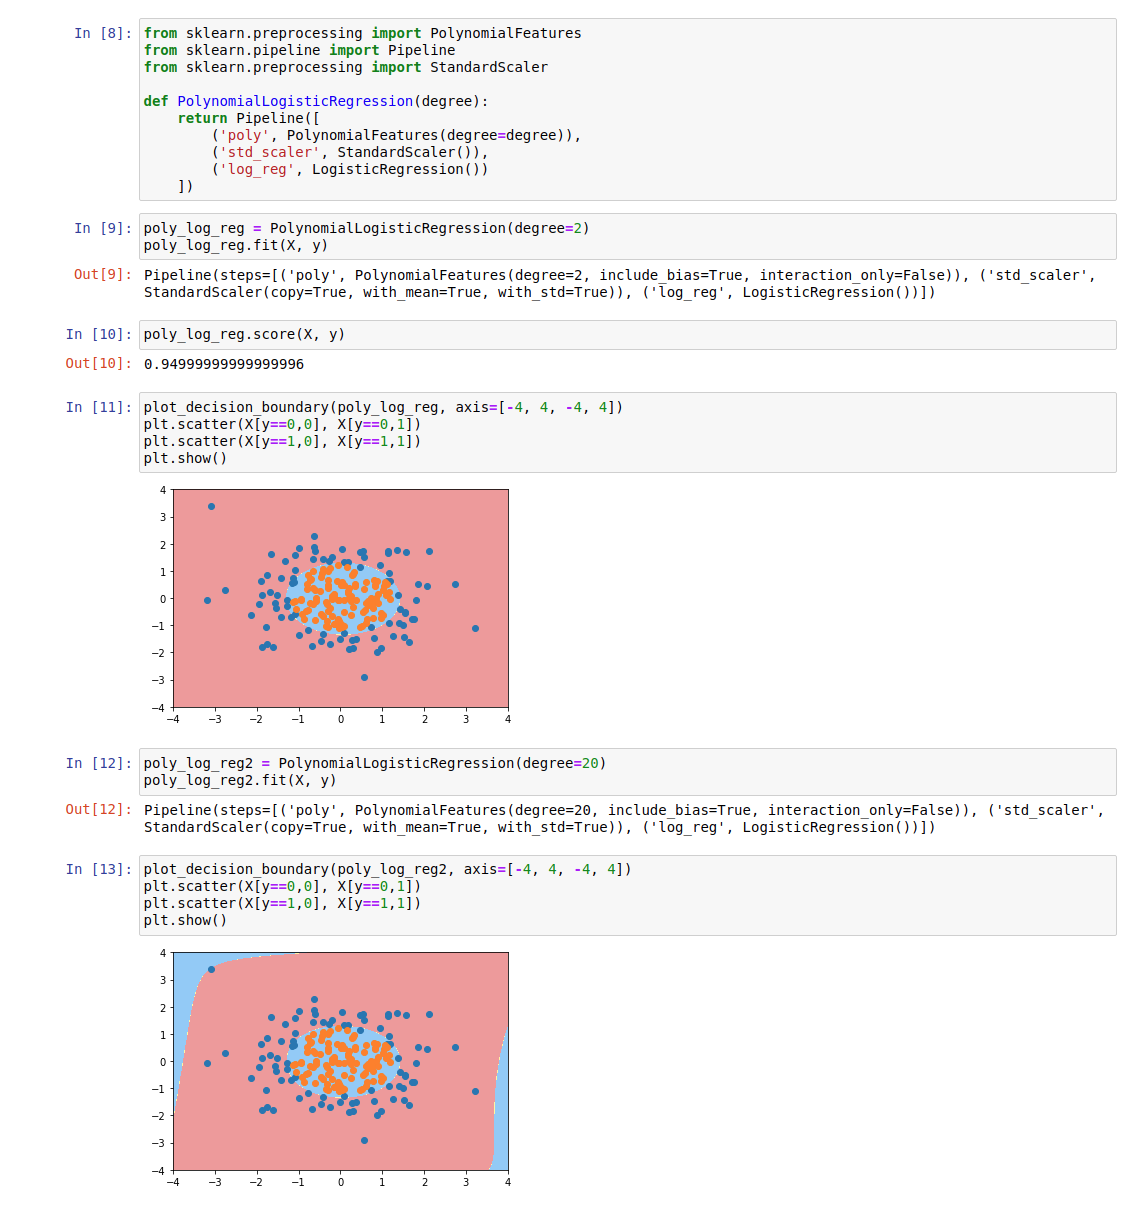 In [8]: from sklearn.preprocessing import PolynomialFeatures
from sklearn.pipeline import Pipeline
from sklearn.preprocessing import StandardScaler

def PolynomialLogisticRegression(degree):
    return Pipeline([
        ('poly', PolynomialFeatures(degree=degree)),
        ('std_scaler', StandardScaler()),
        ('log_reg', LogisticRegression())
    ])
In [9]: poly_log_reg = PolynomialLogisticRegression(degree=2)
poly_log_reg.fit(X, y)
Out[9]: Pipeline(steps=[('poly', PolynomialFeatures(degree=2, include_bias=True, interaction_only=False)), ('std_scaler',
StandardScaler(copy=True, with_mean=True, with_std=True)), ('log_reg', LogisticRegression())])
In [10]: poly_log_reg.score(X, y)
Out[10]: 0.94999999999999996
In [11]: plot_decision_boundary(poly_log_reg, axis=[-4, 4, -4, 4])
plt.scatter(X[y==0,0], X[y==0,1])
plt.scatter(X[y==1,0], X[y==1,1])
plt.show()
4
3
2
1
0
−1
−2
−3
−4
−4 −3 −2 −1 0 1 2 3 4
In [12]: poly_log_reg2 = PolynomialLogisticRegression(degree=20)
poly_log_reg2.fit(X, y)
Out[12]: Pipeline(steps=[('poly', PolynomialFeatures(degree=20, include_bias=True, interaction_only=False)), ('std_scaler',
StandardScaler(copy=True, with_mean=True, with_std=True)), ('log_reg', LogisticRegression())])
In [13]: plot_decision_boundary(poly_log_reg2, axis=[-4, 4, -4, 4])
plt.scatter(X[y==0,0], X[y==0,1])
plt.scatter(X[y==1,0], X[y==1,1])
plt.show()
4
3
2
1
0
−1
−2
−3
−4
−4 −3 −2 −1 0 1 2 3 4